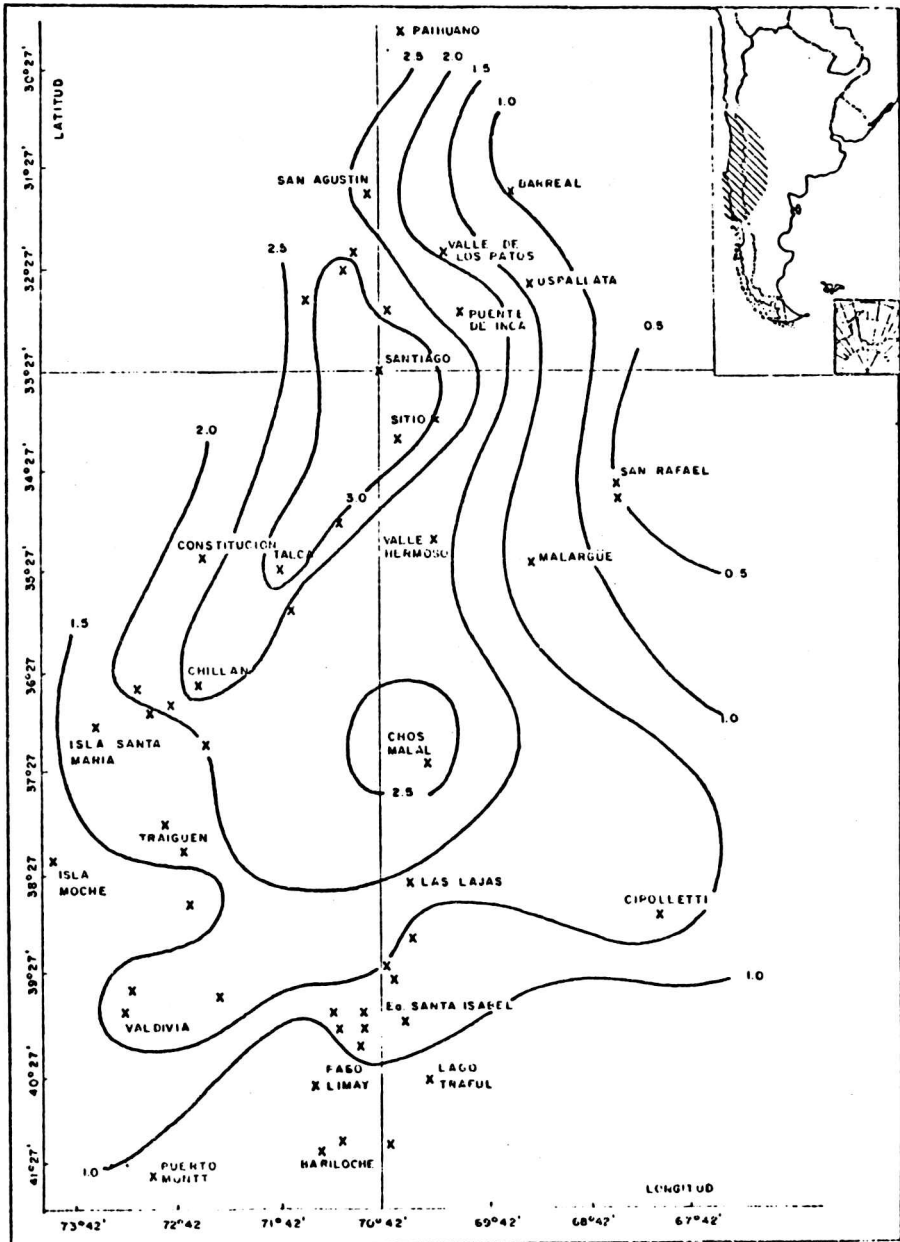 PAIHUANO
2.5
2.0
1.5
1.0
30°27'
LATITUD
31°27'
SAN AGUSTIN
BARREAL
2.5
VALLE DE
LOS PATOS
32°27'
USPALLATA
PUENTE
DE INCA
0.5
SANTIAGO
33°27'
2.0
SITIO
34°27'
SAN RAFAEL
3.0
CONSTITUCION
TALCA
VALLE
HERMOSO
MALARGÜE
35°27'
0.5
1.5
CHILLAN
36°27'
1.0
ISLA SANTA
MARIA
CHOS
MALAL
37°27'
2.5
TRAIGUEN
ISLA
MOCHE
38°27'
LAS LAJAS
CIPOLLETTI
39°27'
1.0
Ea. SANTA ISABEL
VALDIVIA
40°27'
PASO
LIMAY
LAGO
TRAFUL
41°27'
1.0
PUERTO
MONTT
BARILOCHE
LONGITUD
73°42' 72°42' 71°42' 70°42' 69°42' 68°42' 67°42'